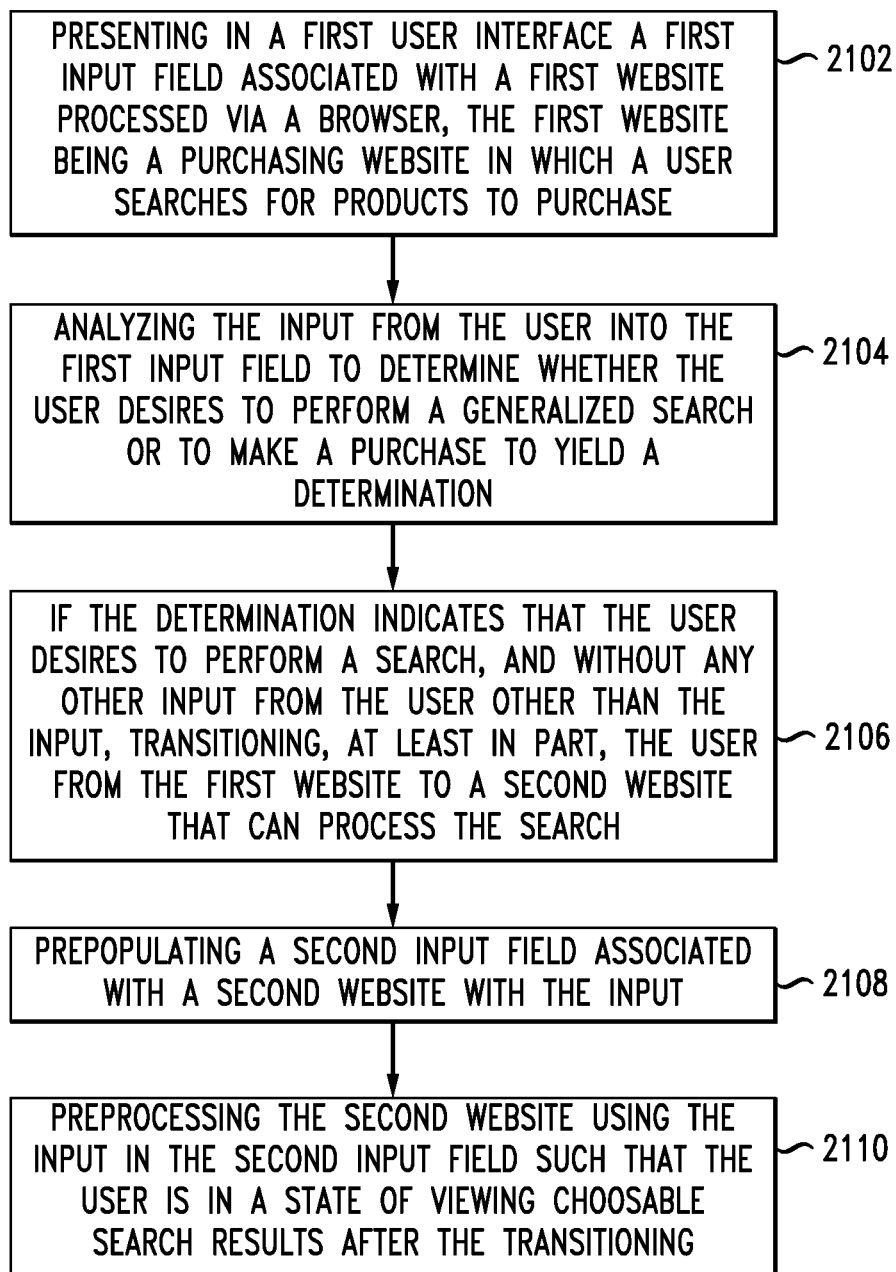 PRESENTING IN A FIRST USER INTERFACE A FIRST
INPUT FIELD ASSOCIATED WITH A FIRST WEBSITE
PROCESSED VIA A BROWSER, THE FIRST WEBSITE
BEING A PURCHASING WEBSITE IN WHICH A USER
SEARCHES FOR PRODUCTS TO PURCHASE
2102
ANALYZING THE INPUT FROM THE USER INTO THE
FIRST INPUT FIELD TO DETERMINE WHETHER THE
USER DESIRES TO PERFORM A GENERALIZED SEARCH
OR TO MAKE A PURCHASE TO YIELD A
DETERMINATION
2104
IF THE DETERMINATION INDICATES THAT THE USER
DESIRES TO PERFORM A SEARCH, AND WITHOUT ANY
OTHER INPUT FROM THE USER OTHER THAN THE
INPUT, TRANSITIONING, AT LEAST IN PART, THE USER
FROM THE FIRST WEBSITE TO A SECOND WEBSITE
THAT CAN PROCESS THE SEARCH
2106
PREPOPULATING A SECOND INPUT FIELD ASSOCIATED
WITH A SECOND WEBSITE WITH THE INPUT
2108
PREPROCESSING THE SECOND WEBSITE USING THE
INPUT IN THE SECOND INPUT FIELD SUCH THAT THE
USER IS IN A STATE OF VIEWING CHOOSABLE
SEARCH RESULTS AFTER THE TRANSITIONING
2110